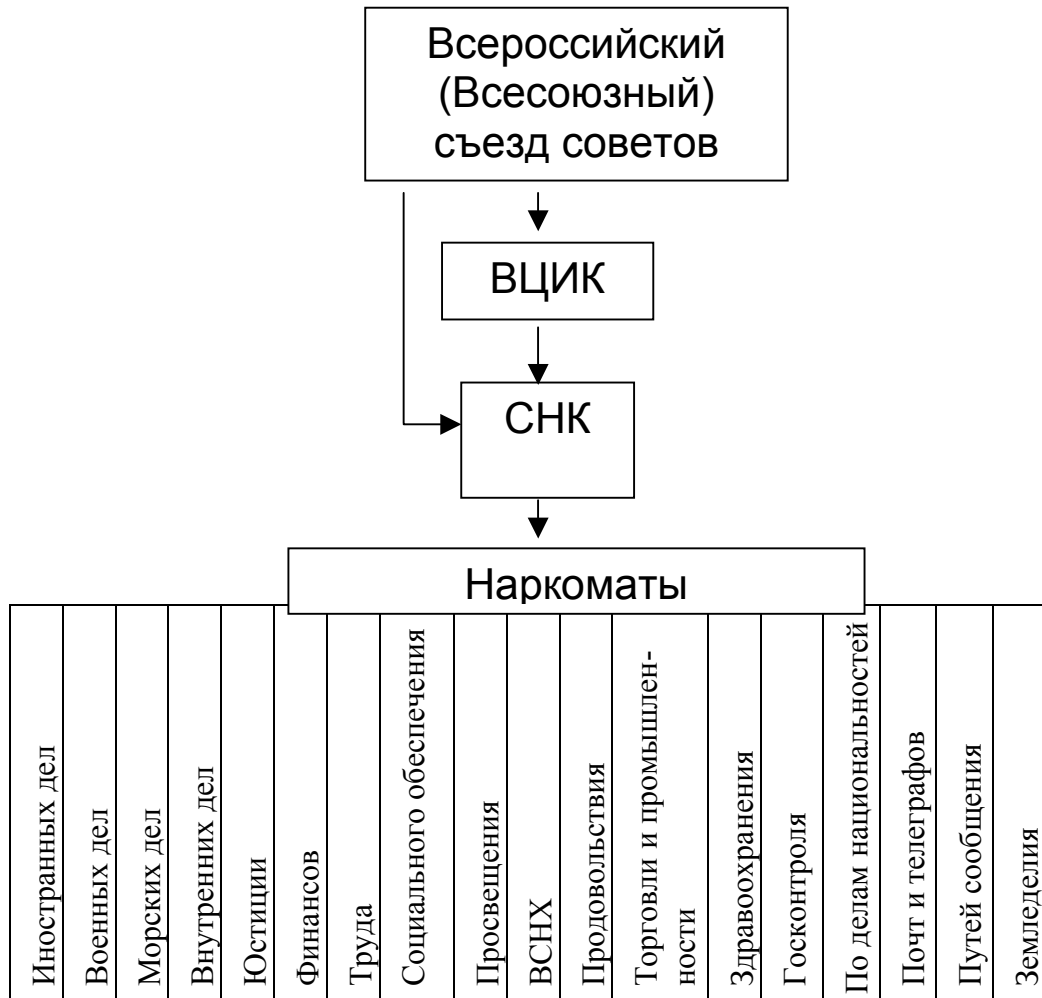 Всероссийский
(Всесоюзный)
съезд советов
ВЦИК
СНК
Наркоматы
Иностранных дел
Военных дел
Морских дел
Внутренних дел
Юстиции
Финансов
Труда
Социального обеспечения
Просвещения
ВСНХ
Продовольствия
Торговли и промышлен-
ности
Здравоохранения
Госконтроля
По делам национальностей
Почт и телеграфов
Путей сообщения
Земледелия